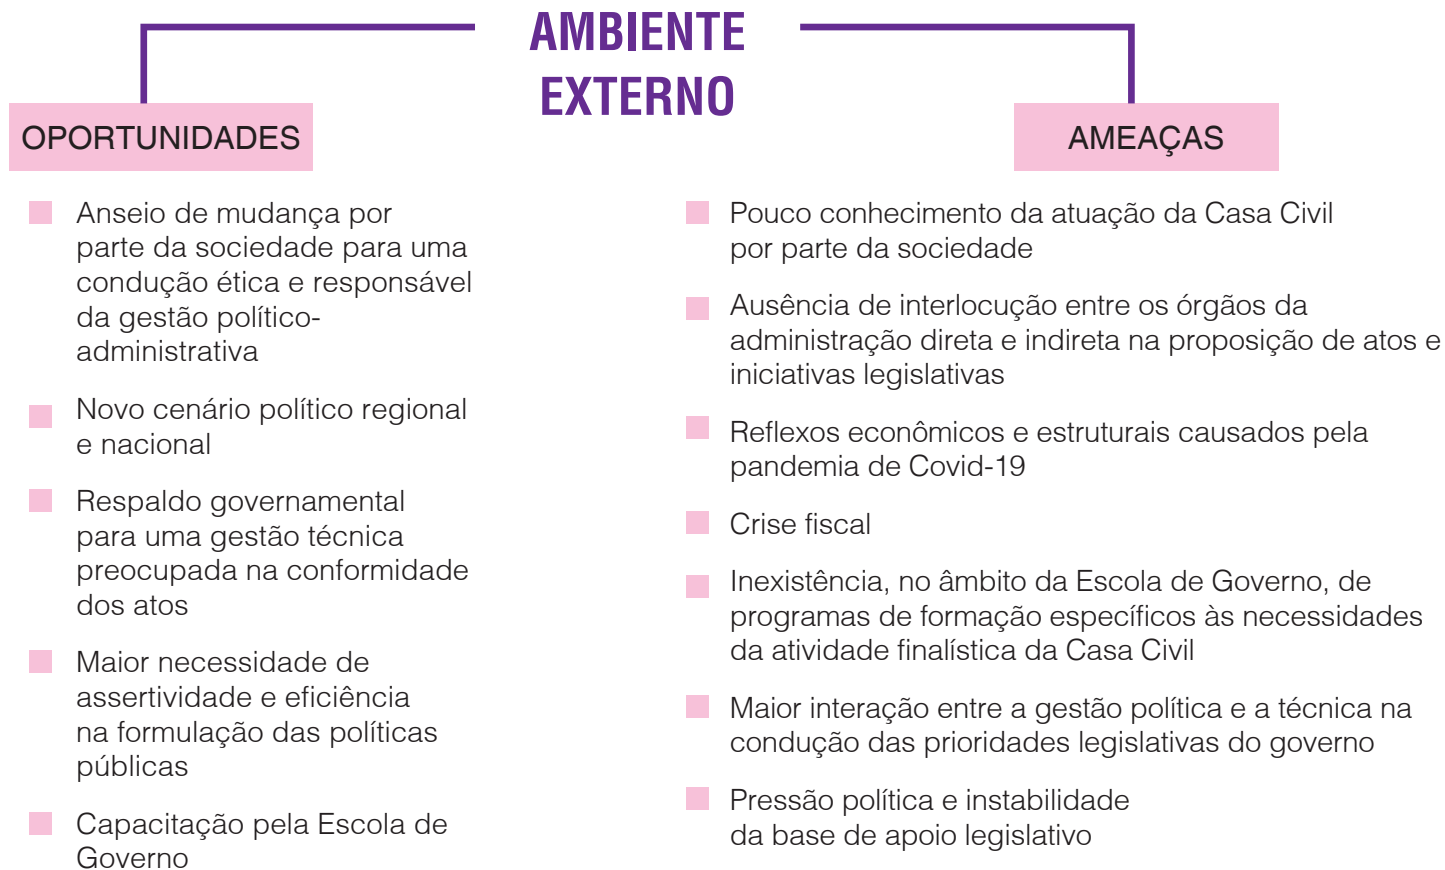 AMBIENTE
EXTERNO
OPORTUNIDADES
Anseio de mudança por
parte da sociedade para uma
condução ética e responsável
da gestão político-
administrativa
Novo cenário político regional
e nacional
Respaldo governamental
para uma gestão técnica
preocupada na conformidade
dos atos
Maior necessidade de
assertividade e eficiência
na formulação das políticas
públicas
Capacitação pela Escola de
Governo
AMEAÇAS
Pouco conhecimento da atuação da Casa Civil
por parte da sociedade
Ausência de interlocução entre os órgãos da
administração direta e indireta na proposição de atos e
iniciativas legislativas
Reflexos econômicos e estruturais causados pela
pandemia de Covid-19
Crise fiscal
Inexistência, no âmbito da Escola de Governo, de
programas de formação específicos às necessidades
da atividade finalística da Casa Civil
Maior interação entre a gestão política e a técnica na
condução das prioridades legislativas do governo
Pressão política e instabilidade
da base de apoio legislativo